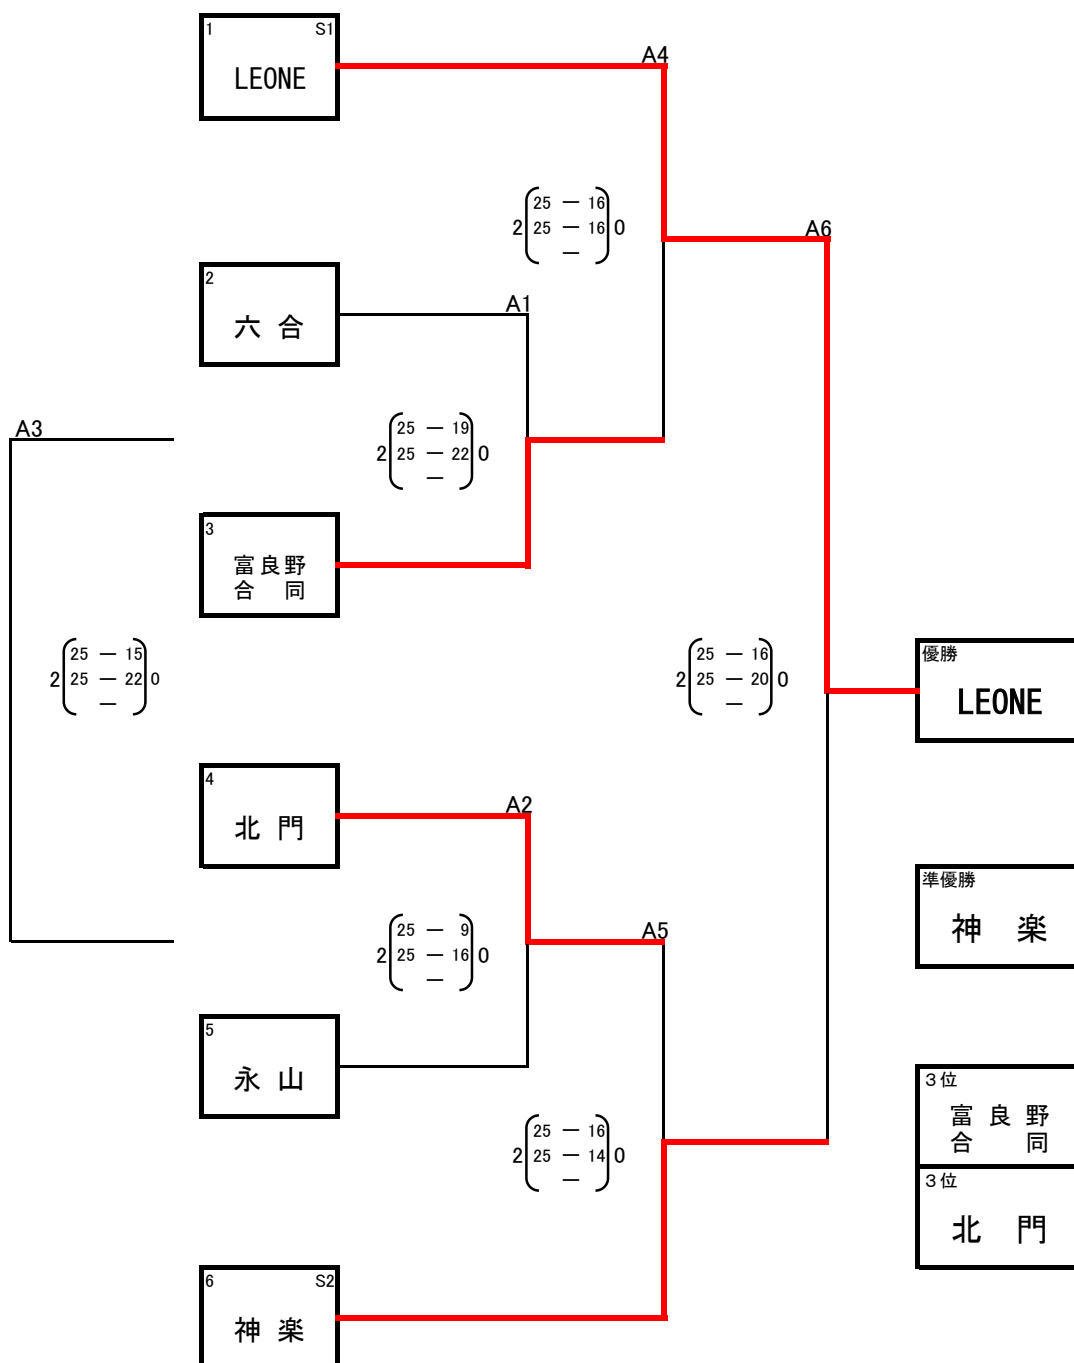 1 S1
LEONE
A4
25 ― 16
2 25 ― 16 0
―
A6
2
六 合
A1
A3
25 ― 19
2 25 ― 22 0
―
3
富良野
合 同
25 ― 15
2 25 ― 22 0
―
25 ― 16
2 25 ― 20 0
―
優勝
LEONE
4
北 門
A2
準優勝
神 楽
25 ― 9
2 25 ― 16 0
―
A5
5
永 山
3位
富 良 野
合 同
25 ― 16
2 25 ― 14 0
―
3位
北 門
6 S2
神 楽